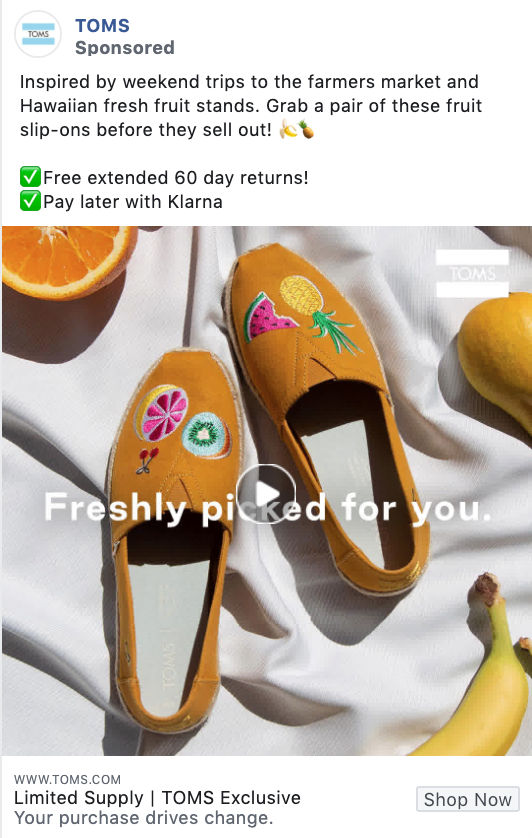 TOMS
TOMS
Sponsored
Inspired by weekend trips to the farmers market and
Hawaiian fresh fruit stands. Grab a pair of these fruit
slip-ons before they sell out! 🍌🍍
✅Free extended 60 day returns!
✅Pay later with Klarna
TOMS
Freshly picked for you.
TOMS
WWW.TOMS.COM
Limited Supply | TOMS Exclusive
Shop Now
Your purchase drives change.